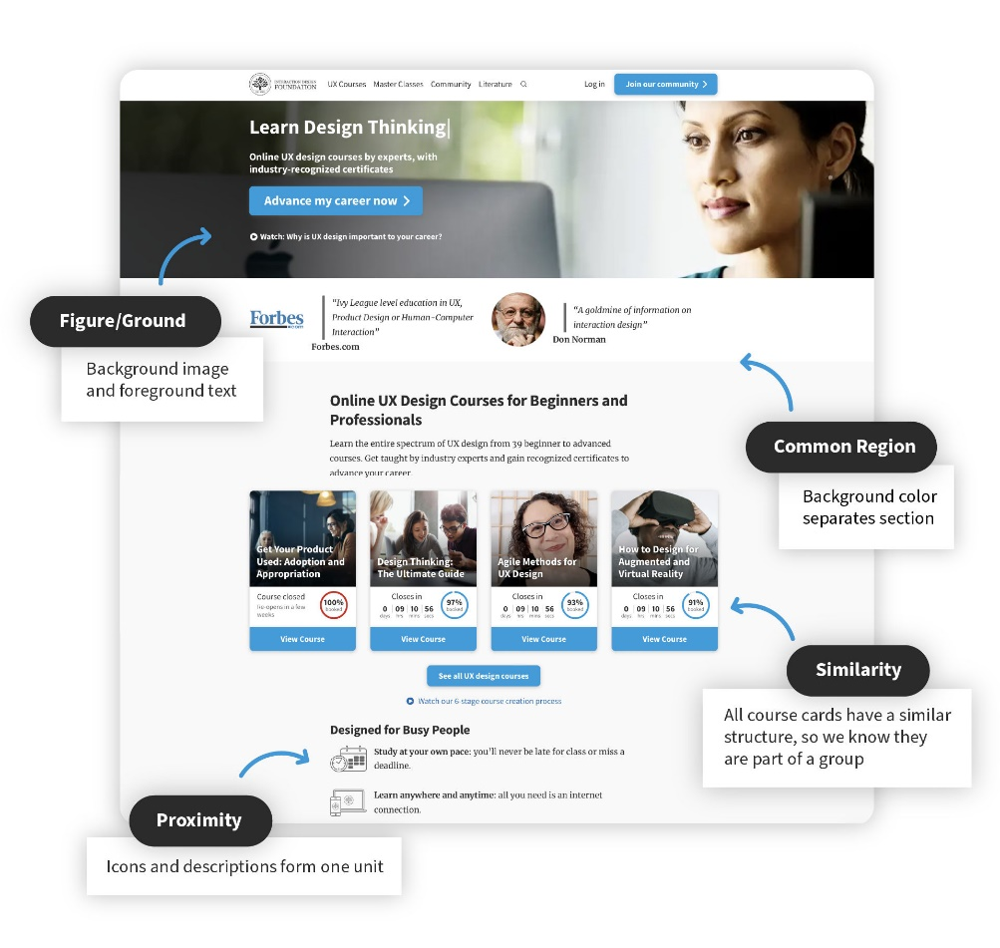 INTERACTION DESIGN
FOUNDATION
UX Courses Master Classes Community Literature
Log in
Join our community
Learn Design Thinking
Online UX design courses by experts, with
industry-recognized certificates
Advance my career now
Watch: Why is UX design important to your career?
Figure/Ground
Background image
and foreground text
Forbes
“Ivy League level education in UX,
Product Design or Human-Computer
Interaction”
Forbes.com
“A goldmine of information on
interaction design”
Don Norman
Common Region
Background color
separates section
Online UX Design Courses for Beginners and
Professionals
Learn the entire spectrum of UX design from 39 beginner to advanced
courses. Get taught by industry experts and gain recognized certificates to
advance your career.
Get Your Product
Used: Adoption and
Appropriation
Course closed
Re-opens in a few
weeks
100%
booked
View Course
Design Thinking:
The Ultimate Guide
Closes in
0 09 10 56
days hrs mins secs
97%
booked
View Course
Agile Methods for
UX Design
Closes in
0 09 10 56
days hrs mins secs
93%
booked
View Course
How to Design for
Augmented and
Virtual Reality
Closes in
0 09 10 56
days hrs mins secs
91%
booked
View Course
Similarity
All course cards have a similar
structure, so we know they
are part of a group
See all UX design courses
Watch our 6-stage course creation process
Designed for Busy People
Study at your own pace: you’ll never be late for class or miss a
deadline.
Learn anywhere and anytime: all you need is an internet
connection.
Proximity
Icons and descriptions form one unit